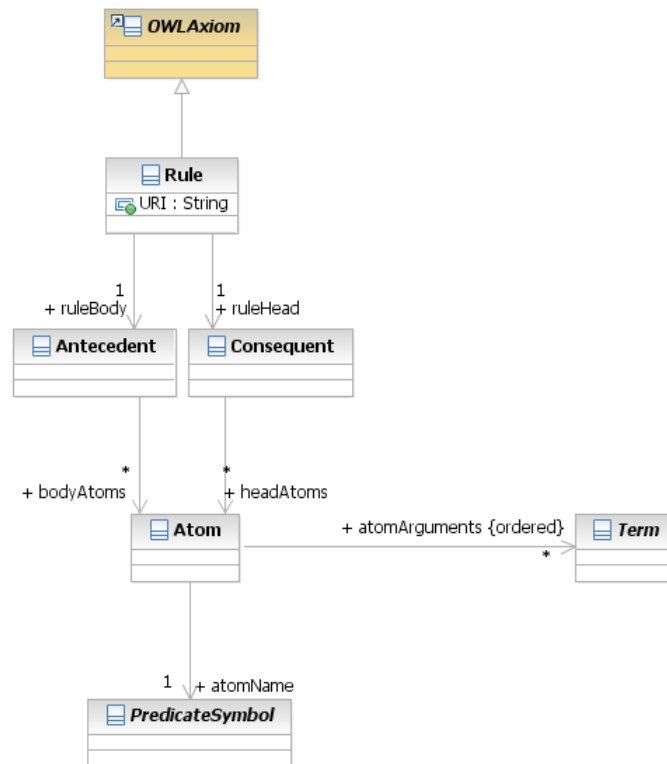 OWLAxiom
Rule
URI : String
1
1
+ ruleBody
+ ruleHead
Antecedent
Consequent
*
*
+ bodyAtoms
+ headAtoms
Atom
+ atomArguments {ordered}
*
Term
1
+ atomName
PredicateSymbol